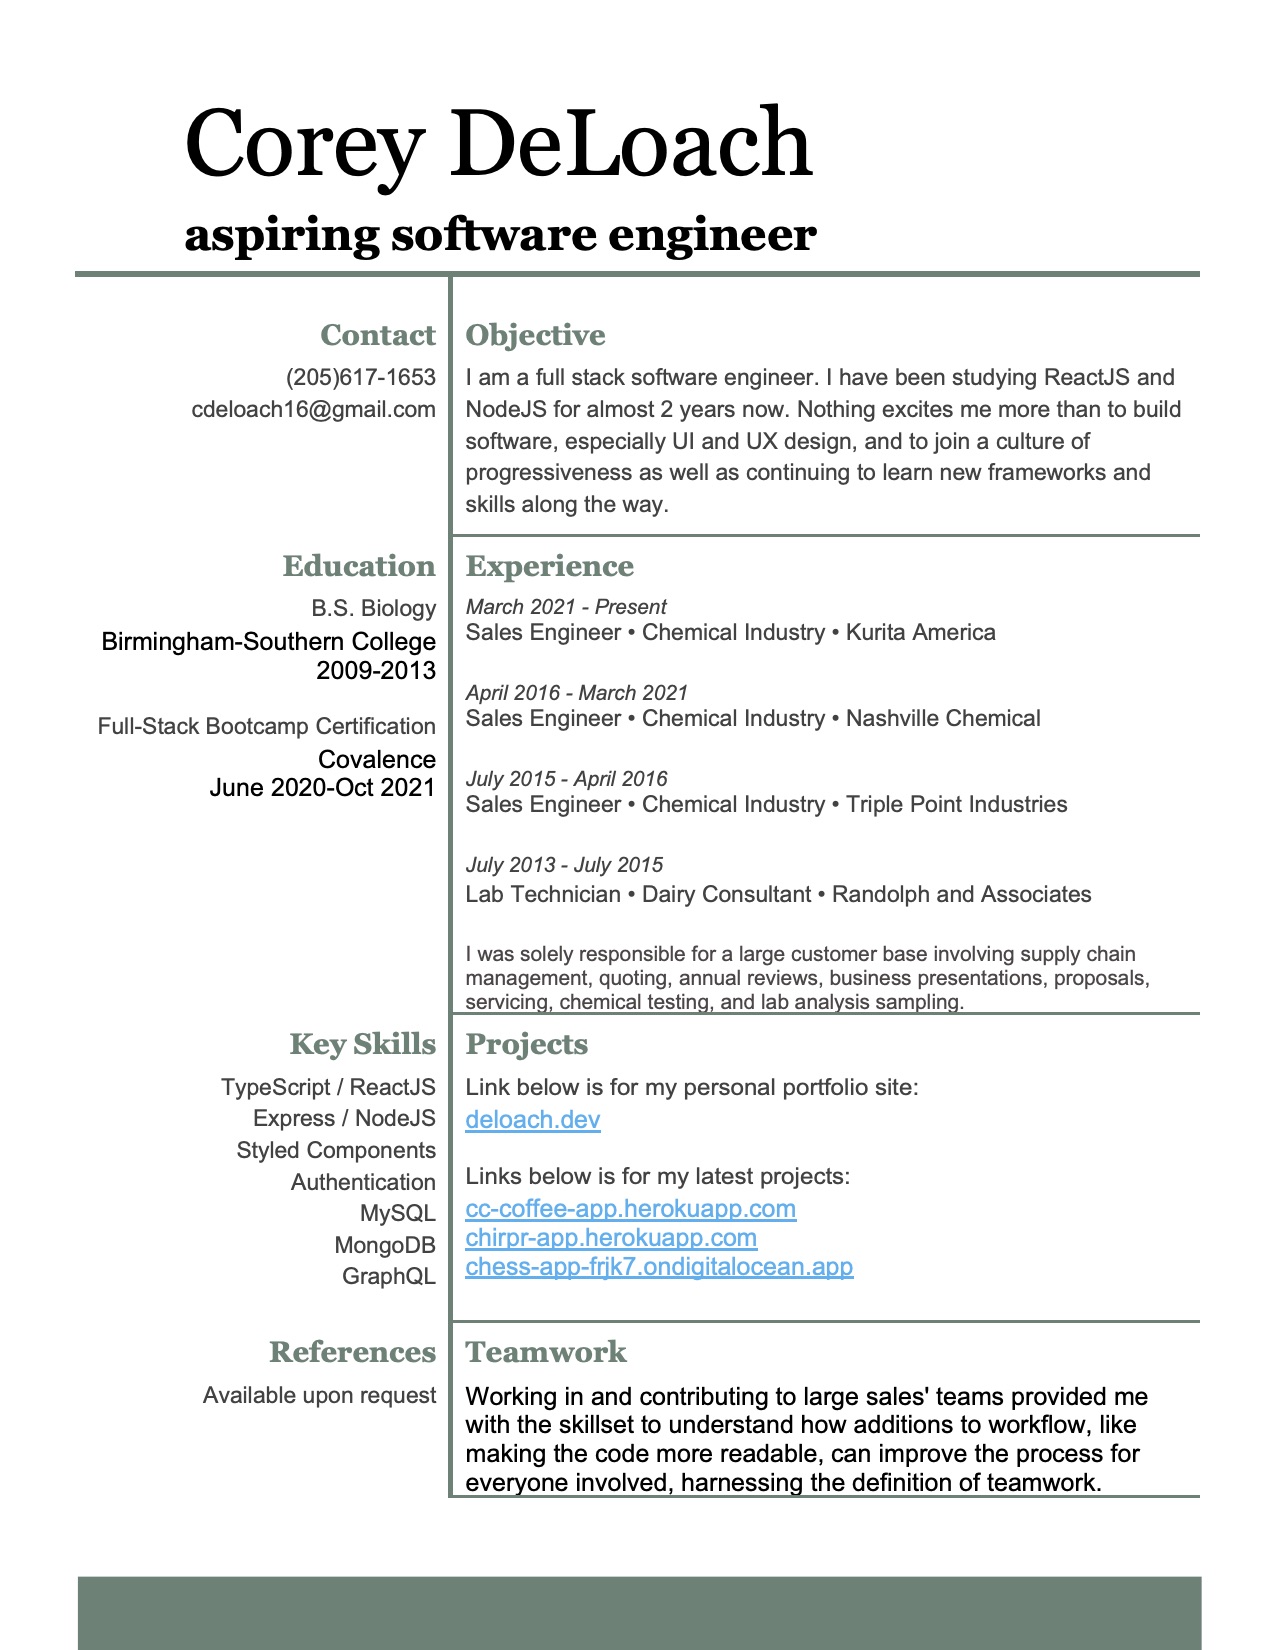 Corey DeLoach
aspiring software engineer
Contact
(205)617-1653
cdeloach16@gmail.com
Objective
I am a full stack software engineer. I have been studying ReactJS and
NodeJS for almost 2 years now. Nothing excites me more than to build
software, especially UI and UX design, and to join a culture of
progressiveness as well as continuing to learn new frameworks and
skills along the way.
Education
B.S. Biology
Birmingham-Southern College
2009-2013
Full-Stack Bootcamp Certification
Covalence
June 2020-Oct 2021
Experience
March 2021 - Present
Sales Engineer • Chemical Industry • Kurita America
April 2016 - March 2021
Sales Engineer • Chemical Industry • Nashville Chemical
July 2015 - April 2016
Sales Engineer • Chemical Industry • Triple Point Industries
July 2013 - July 2015
Lab Technician • Dairy Consultant • Randolph and Associates
I was solely responsible for a large customer base involving supply chain
management, quoting, annual reviews, business presentations, proposals,
servicing, chemical testing, and lab analysis sampling.
Key Skills
TypeScript / ReactJS
Express / NodeJS
Styled Components
Authentication
MySQL
MongoDB
GraphQL
Projects
Link below is for my personal portfolio site:
deloach.dev
Links below is for my latest projects:
cc-coffee-app.herokuapp.com
chirpr-app.herokuapp.com
chess-app-frjk7.ondigitalocean.app
References
Available upon request
Teamwork
Working in and contributing to large sales' teams provided me
with the skillset to understand how additions to workflow, like
making the code more readable, can improve the process for
everyone involved, harnessing the definition of teamwork.